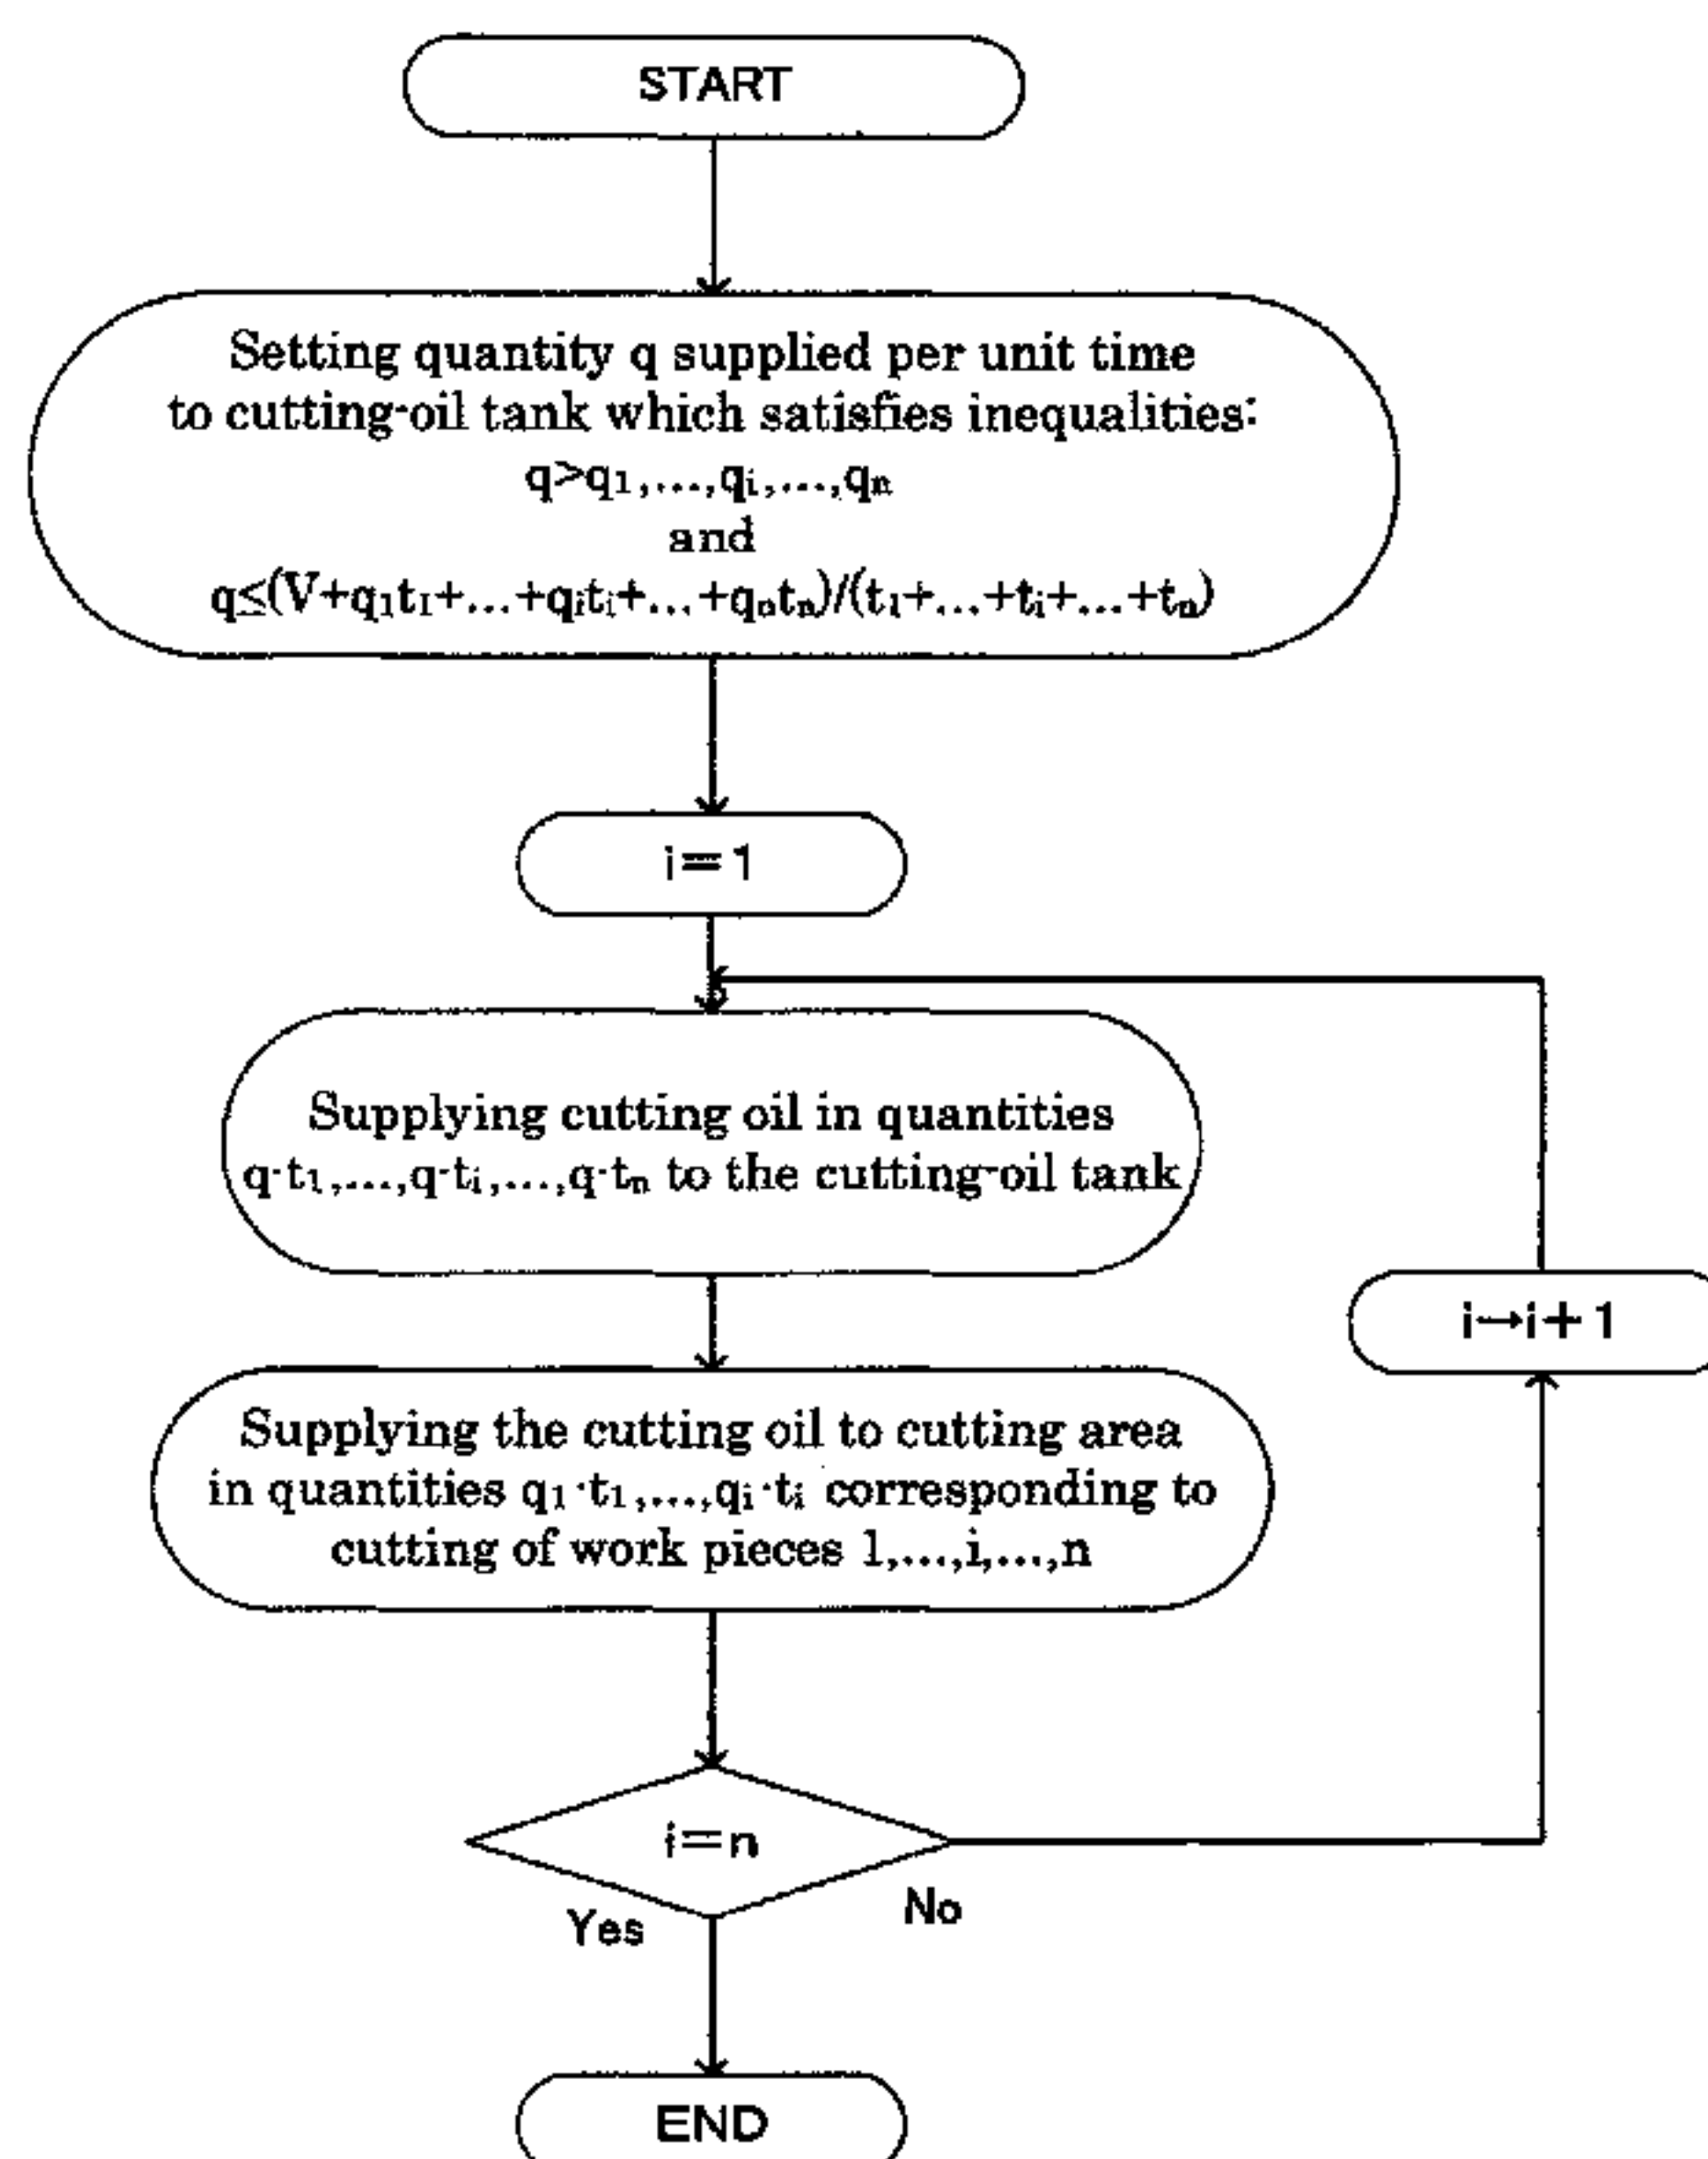 START
Setting quantity q supplied per unit time
to cutting-oil tank which satisfies inequalities:
q>q₁,...,qᵢ,...,qₙ
and
q≤(V+q₁t₁+...+qᵢtᵢ+...+qₙtₙ)/(t₁+...+tᵢ+...+tₙ)
i=1
Supplying cutting oil in quantities
q·t₁,...,q·tᵢ,...,q·tₙ to the cutting-oil tank
i→i+1
Supplying the cutting oil to cutting area
in quantities q₁·t₁,...,qᵢ·tᵢ corresponding to
cutting of work pieces 1,...,i,...,n
i=n
Yes
No
END